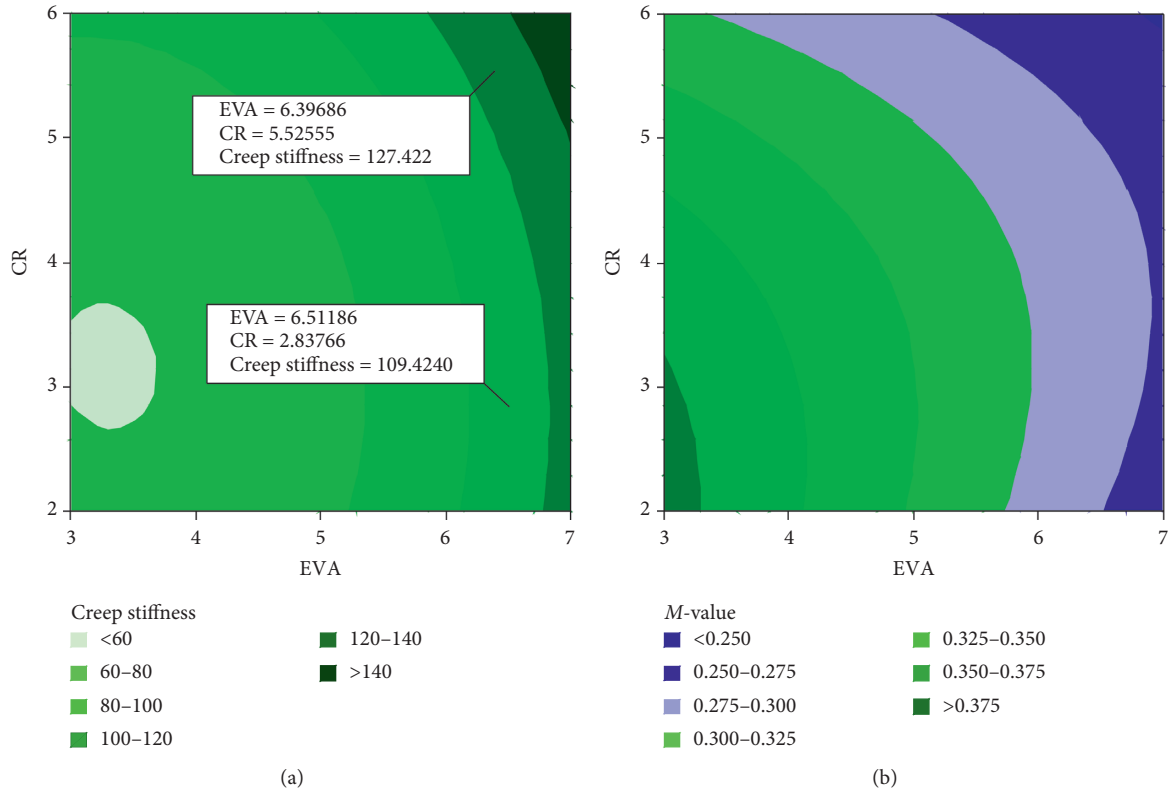 6
5
4
3
2
CR
EVA = 6.39686
CR = 5.52555
Creep stiffness = 127.422
EVA = 6.51186
CR = 2.83766
Creep stiffness = 109.4240
3
4
5
6
7
EVA
Creep stiffness
<60
60–80
80–100
100–120
120–140
>140
(a)
6
5
4
3
2
CR
3
4
5
6
7
EVA
M-value
<0.250
0.250–0.275
0.275–0.300
0.300–0.325
0.325–0.350
0.350–0.375
>0.375
(b)